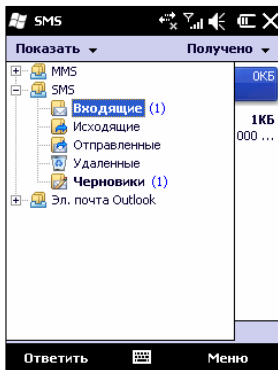 SMS
Показать Получено
MMS
0КБ
SMS
Входящие (1)
1КБ
Исходящие
000 ...
Отправленные
Удаленные
Черновики (1)
Эл. почта Outlook
Ответить Меню